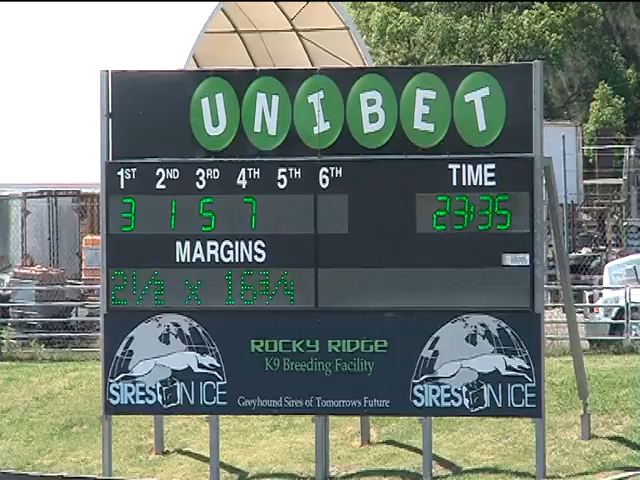 UNIBET
1ST 2ND 3RD 4TH 5TH 6TH TIME
3 1 5 7 23:35
MARGINS
2½ x 16¾
ROCKY RIDGE
K9 Breeding Facility
SIRES ON ICE
Greyhound Sires of Tomorrows Future
SIRES ON ICE